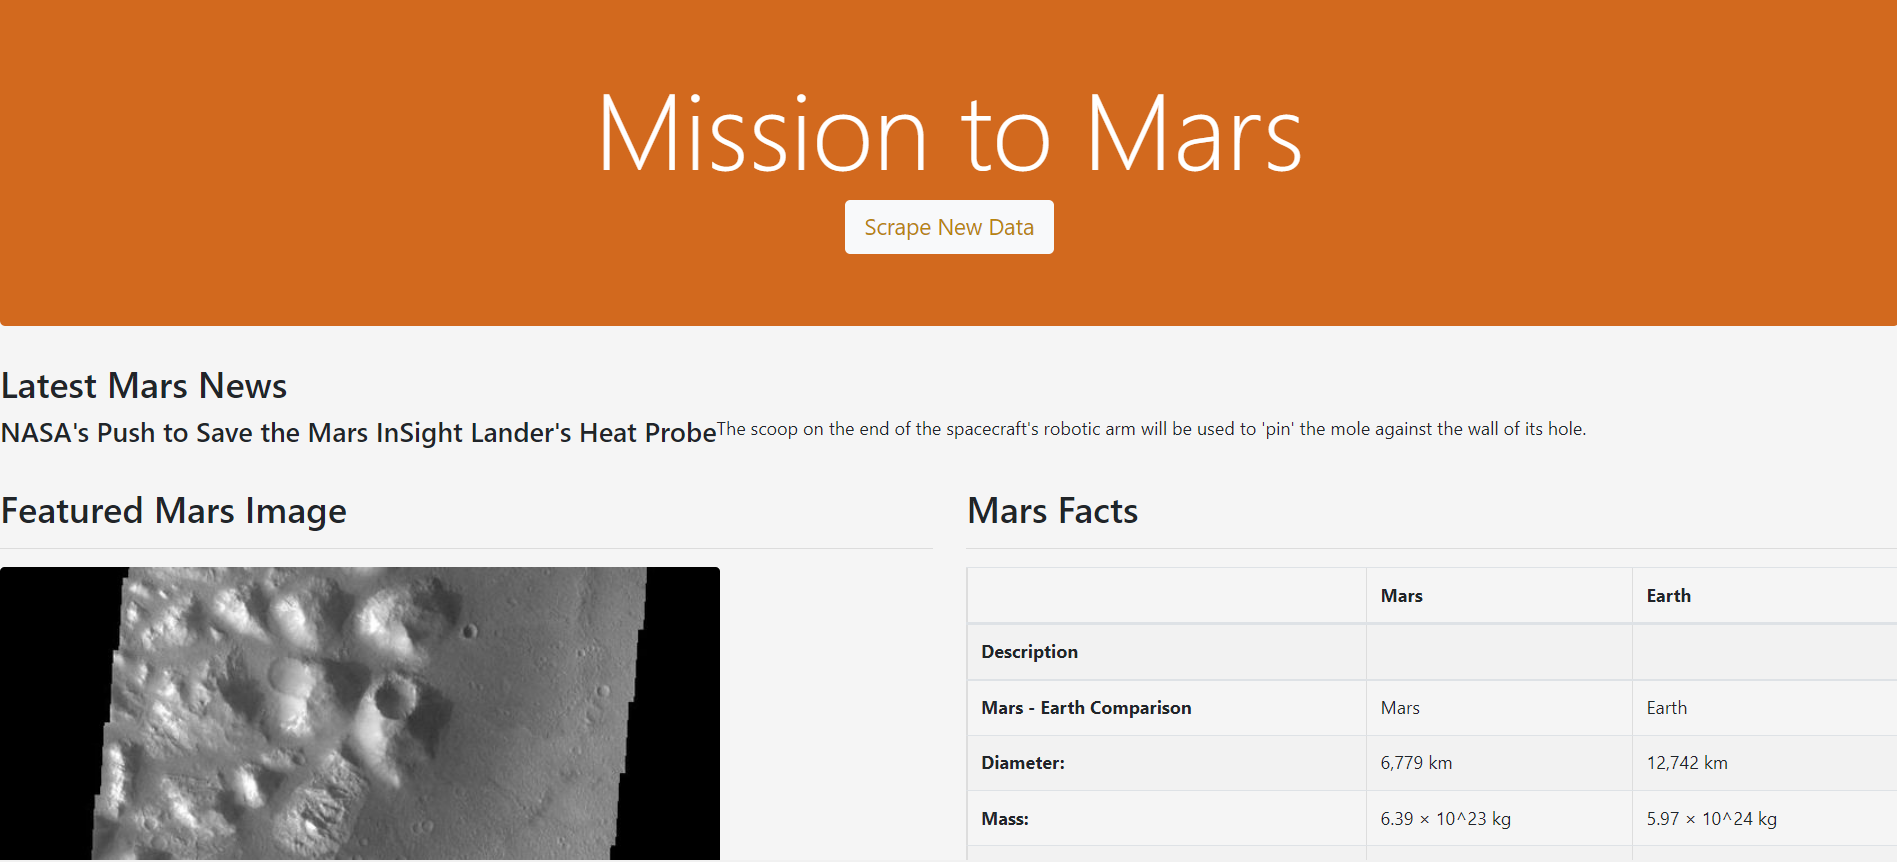 Mission to Mars
Scrape New Data
Latest Mars News
NASA's Push to Save the Mars InSight Lander's Heat Probe The scoop on the end of the spacecraft's robotic arm will be used to 'pin' the mole against the wall of its hole.
Featured Mars Image
Mars Facts
Mars Earth
Description
Mars - Earth Comparison Mars Earth
Diameter: 6,779 km 12,742 km
Mass: 6.39 × 10^23 kg 5.97 × 10^24 kg